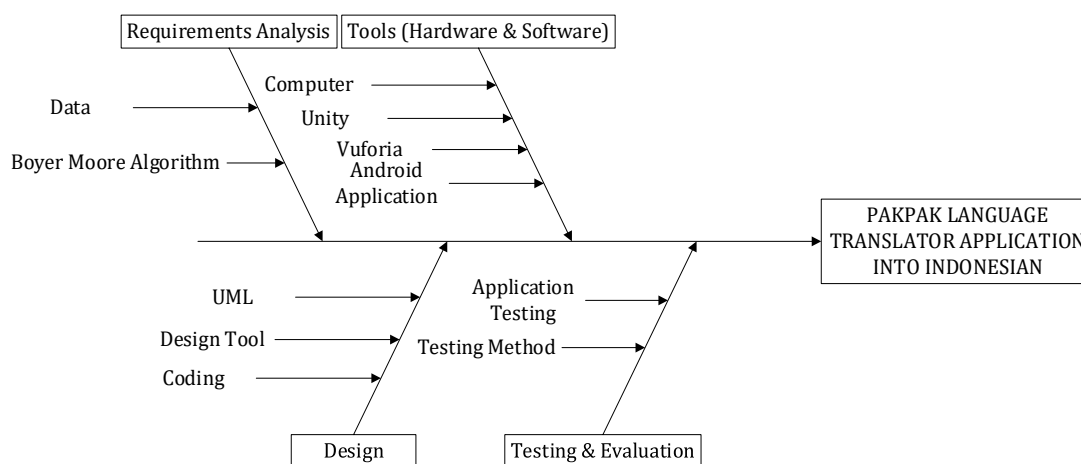 Requirements Analysis
Tools (Hardware & Software)
Computer
Data
Unity
Boyer Moore Algorithm
Vuforia
Android
Application
PAKPAK LANGUAGE
TRANSLATOR APPLICATION
INTO INDONESIAN
UML
Application
Testing
Design Tool
Testing Method
Coding
Design
Testing & Evaluation